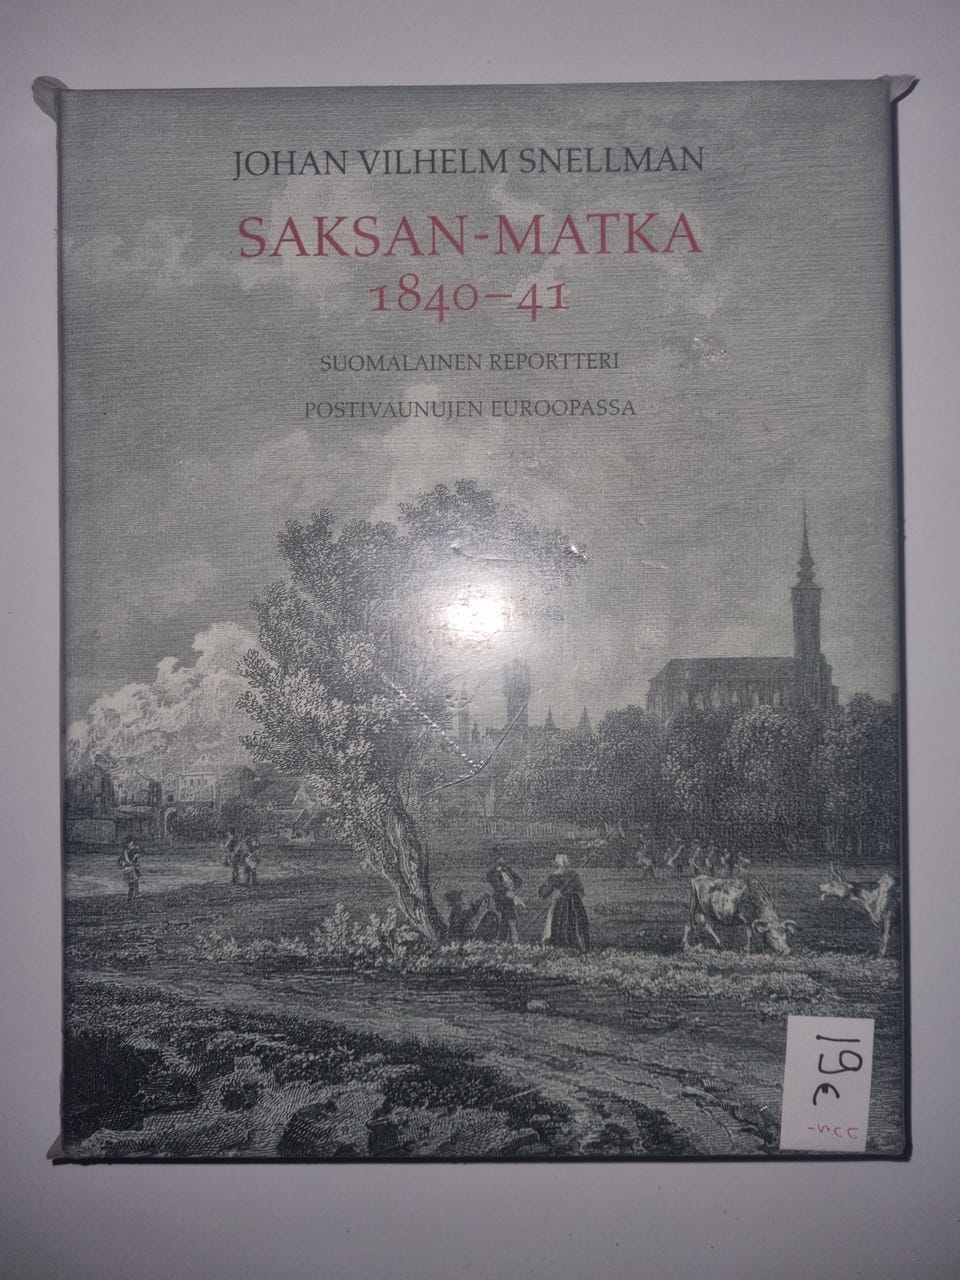 JOHAN VILHELM SNELLMAN
SAKSAN-MATKA
1840–41
SUOMALAINEN REPORTTERI
POSTIVAUNUJEN EUROOPASSA
19€